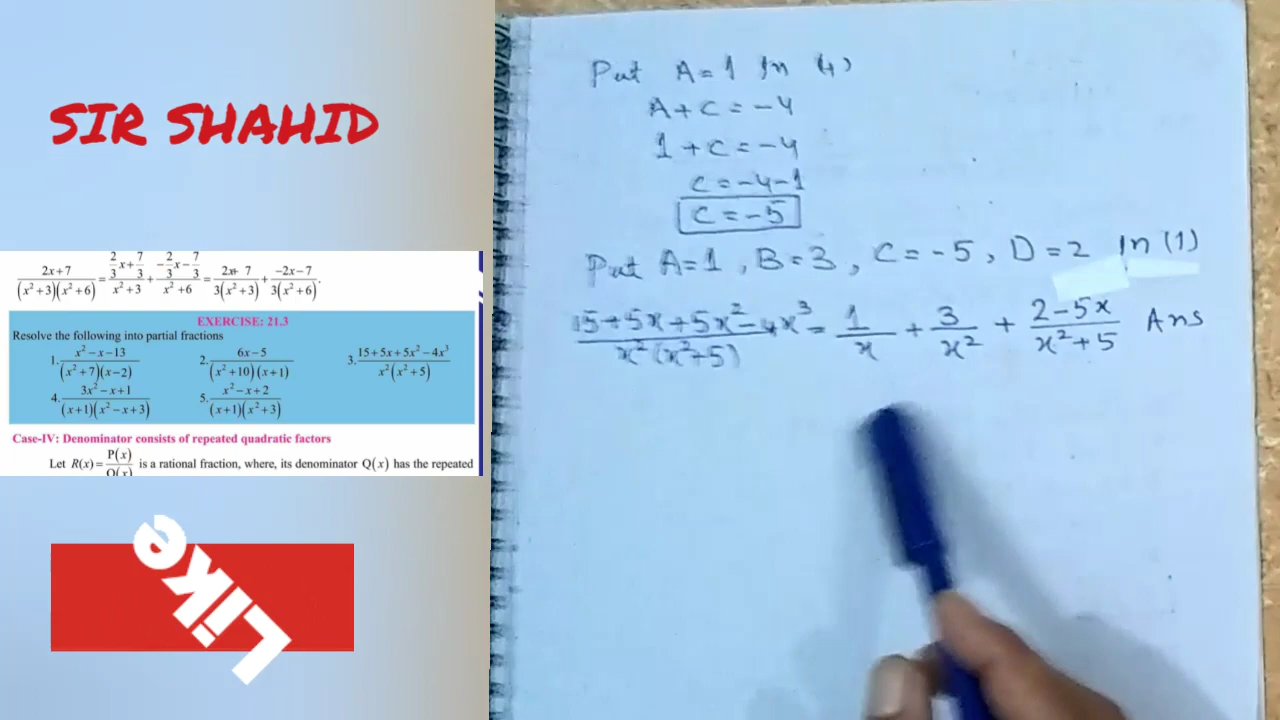 SIR SHAHID
(2x+7)/((x²+3)(x²+6)) = (2/3 x + 7/3)/(x²+3) + (-2/3 x - 7/3)/(x²+6) = (2x+7)/(3(x²+3)) + (-2x-7)/(3(x²+6)).
EXERCISE: 21.3
Resolve the following into partial fractions
1. (x²-x-13)/((x²+7)(x-2)) 2. (6x-5)/((x²+10)(x+1)) 3. (15+5x+5x²-4x³)/(x²(x²+5))
4. (3x²-x+1)/((x+1)(x²-x+3)) 5. (x²-x+2)/((x+1)(x²+3))
Case-IV: Denominator consists of repeated quadratic factors
Let R(x)= P(x)/Q(x) is a rational fraction, where, its denominator Q(x) has the repeated
Like
Put A=1 in (4)
A+C=-4
1+C=-4
C=-4-1
C=-5
Put A=1, B=3, C=-5, D=2 In (1)
(15+5x+5x²-4x³)/(x²(x²+5)) = 1/x + 3/x² + (2-5x)/(x²+5) Ans